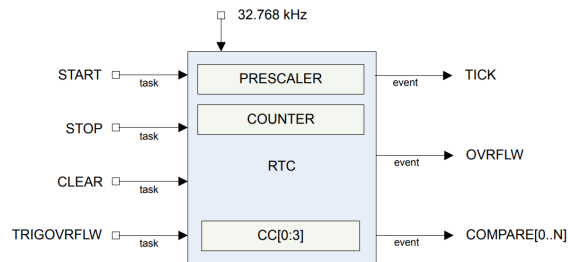 32.768 kHz
START
task
PRESCALER
event
TICK
STOP
task
COUNTER
RTC
event
OVRFLW
CLEAR
task
TRIGOVRFLW
task
CC[0:3]
event
COMPARE[0..N]